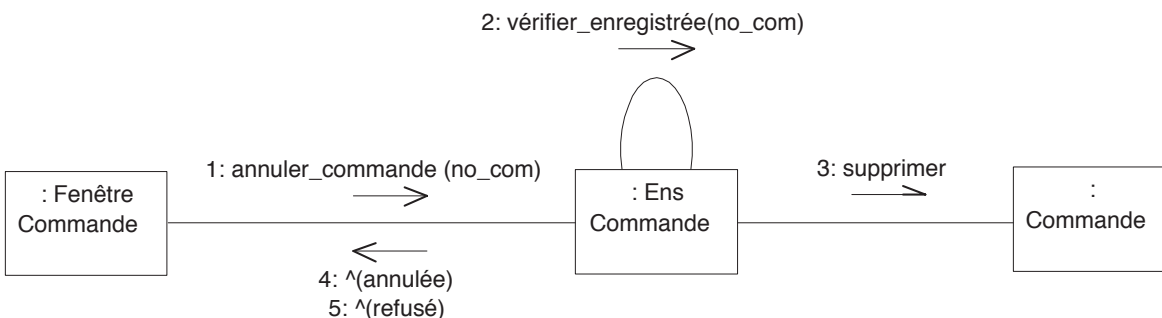 2: vérifier_enregistrée(no_com)
1: annuler_commande (no_com)
3: supprimer
: Fenêtre
Commande
: Ens
Commande
:
Commande
4: ^(annulée)
5: ^(refusé)